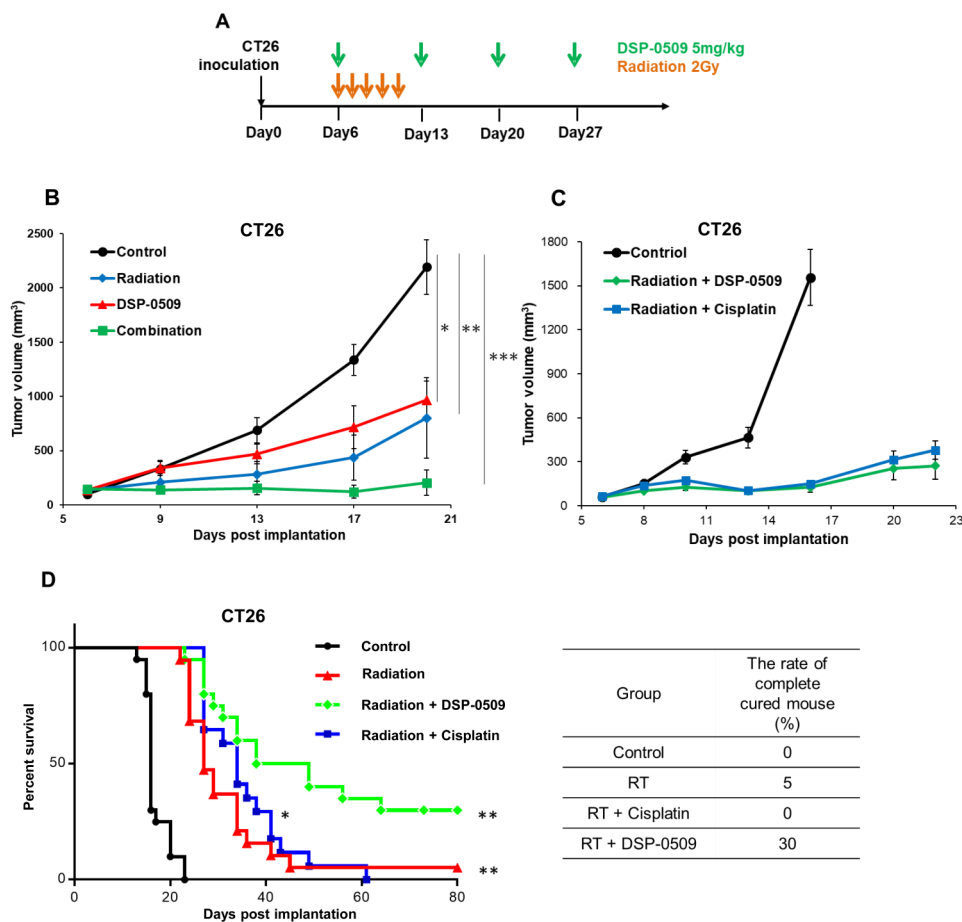 A
CT26
inoculation
DSP-0509 5mg/kg
Radiation 2Gy
Day0
Day6
Day13
Day20
Day27
B
CT26
2500
2000
1500
1000
500
0
Tumor volume (mm³)
Control
Radiation
DSP-0509
Combination
*
**
***
5
9
13
17
21
Days post implantation
C
CT26
1800
1500
1200
900
600
300
0
Tumor volume (mm³)
Contriol
Radiation + DSP-0509
Radiation + Cisplatin
5
8
11
14
17
20
23
Days post implantation
D
CT26
100
50
0
Percent survival
Control
Radiation
Radiation + DSP-0509
Radiation + Cisplatin
*
**
**
0
20
40
60
80
Days post implantation
Group
The rate of
complete
cured mouse
(%)
Control
0
RT
5
RT + Cisplatin
0
RT + DSP-0509
30